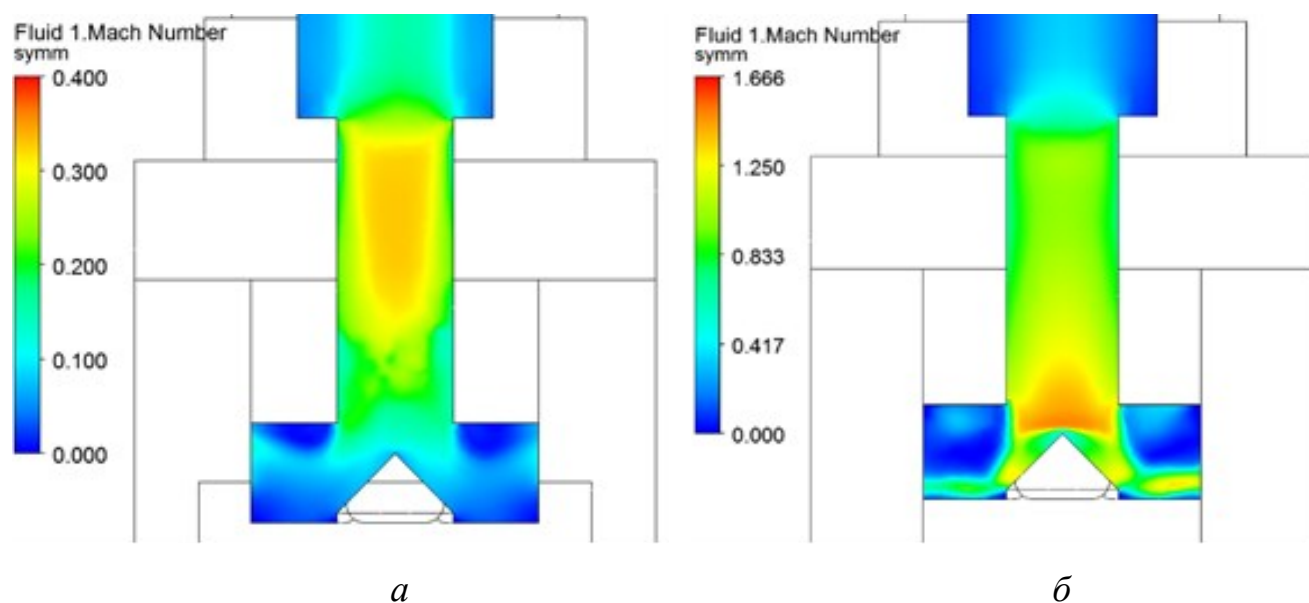 Fluid 1.Mach Number
symm
0.400
0.300
0.200
0.100
0.000
Fluid 1.Mach Number
symm
1.666
1.250
0.833
0.417
0.000
а
б